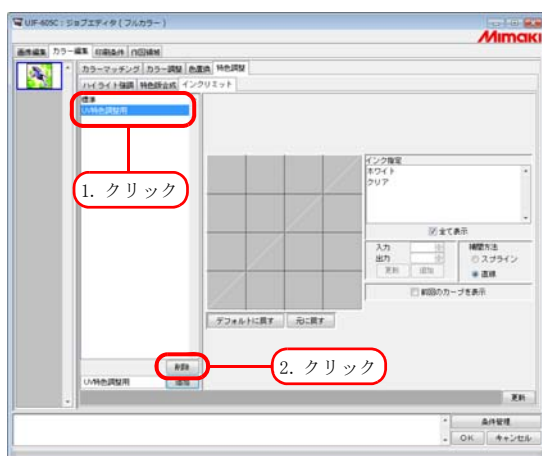 UJF-605C : ジョブエディタ ( フルカラー )
Mimaki
画像編集 カラー編集 印刷条件 作図領域
カラーマッチング カラー調整 色置換 特色調整
ハイライト強調 特色版合成 インクリミット
標準
UV特色調整用
1. クリック
インク指定
ホワイト
クリア
全て表示
入力
出力
更新 追加
補間方法
スプライン
直線
前回のカーブを表示
デフォルトに戻す 元に戻す
削除
2. クリック
UV特色調整用 追加
更新
条件管理
OK キャンセル